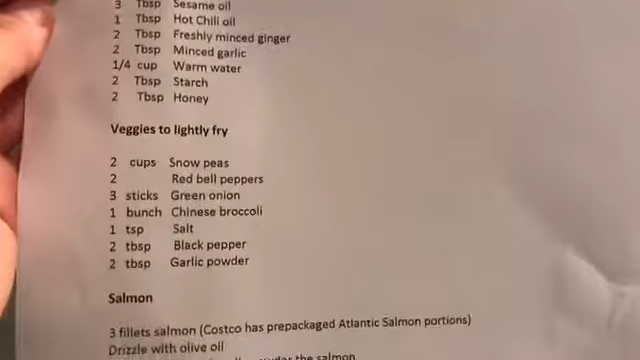 3 Tbsp Sesame oil
1 Tbsp Hot Chili oil
2 Tbsp Freshly minced ginger
2 Tbsp Minced garlic
1/4 cup Warm water
2 Tbsp Starch
2 Tbsp Honey
Veggies to lightly fry
2 cups Snow peas
2 Red bell peppers
3 sticks Green onion
1 bunch Chinese broccoli
1 tsp Salt
2 tbsp Black pepper
2 tbsp Garlic powder
Salmon
3 fillets salmon (Costco has prepackaged Atlantic Salmon portions)
Drizzle with olive oil
the salmon